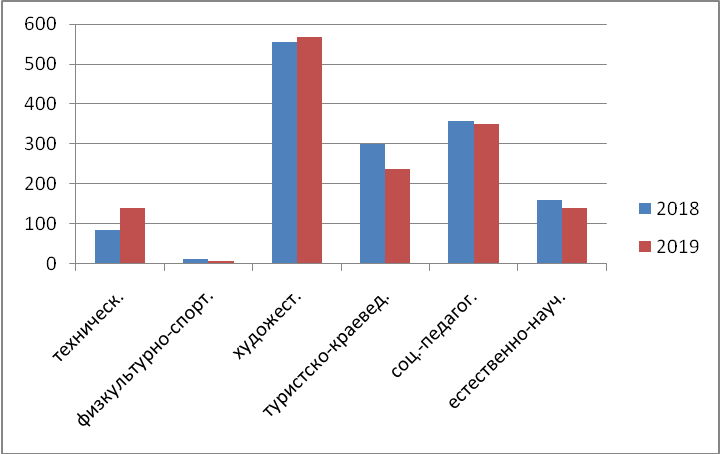 600
500
400
300
200
100
0
техническ.
физкультурно-спорт.
художест.
туристско-краевед.
соц.-педагог.
естественно-науч.
2018
2019